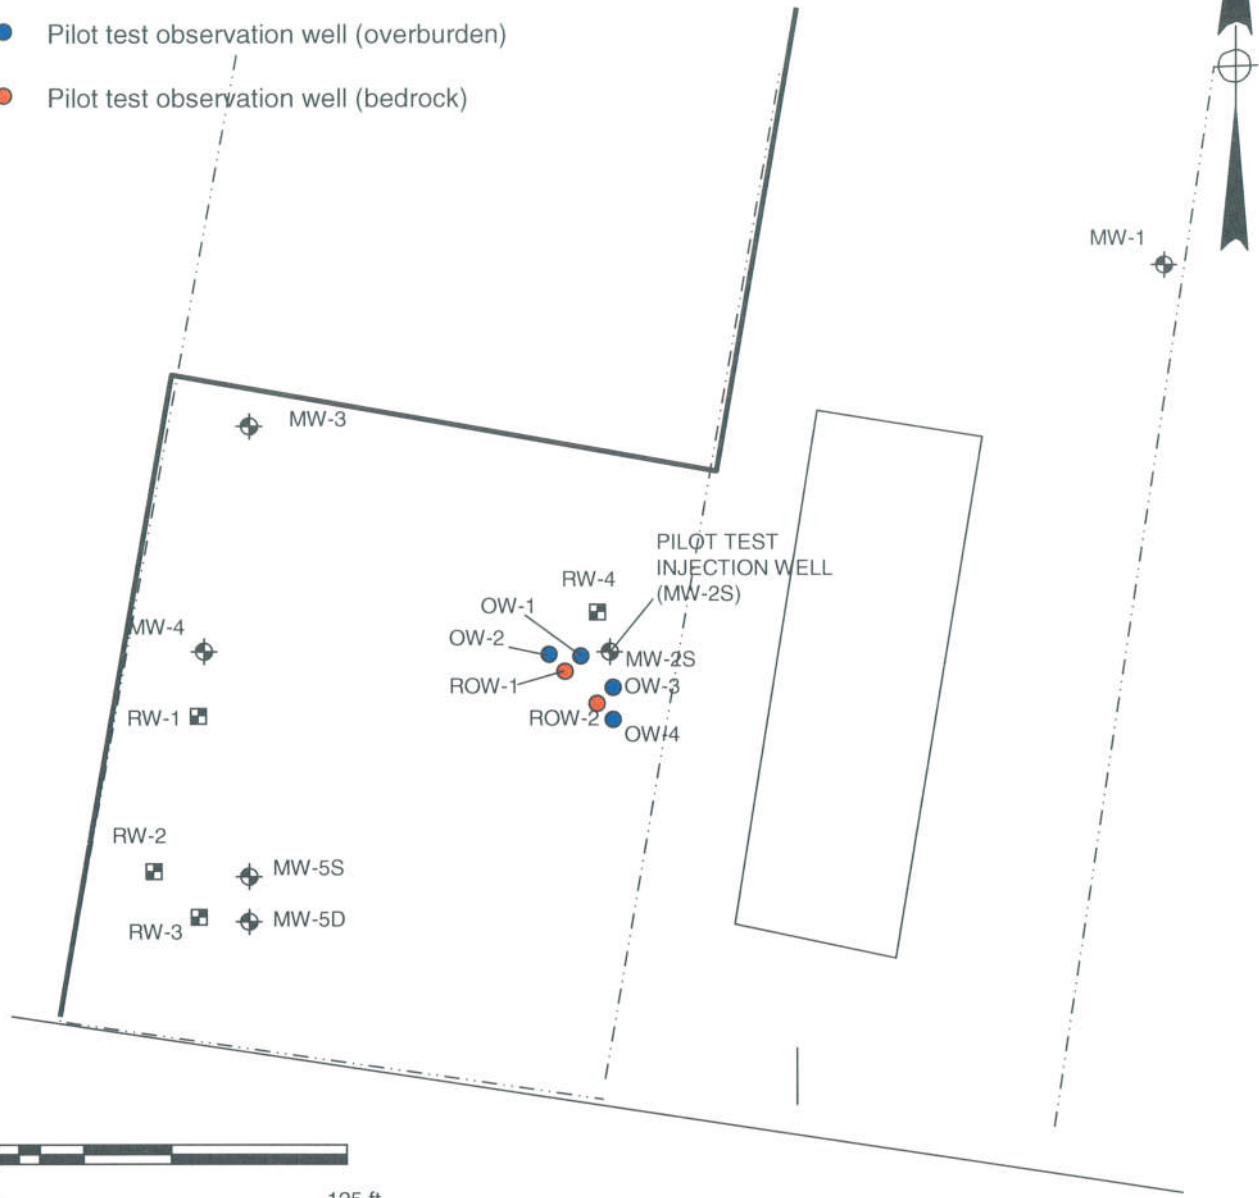 Pilot test observation well (overburden)
Pilot test observation well (bedrock)
MW-1
MW-3
PILOT TEST
INJECTION WELL
(MW-2S)
RW-4
OW-1
OW-2
MW-4
MW-2S
ROW-1
OW-3
RW-1
ROW-2
OW-4
RW-2
MW-5S
MW-5D
RW-3
125 ft